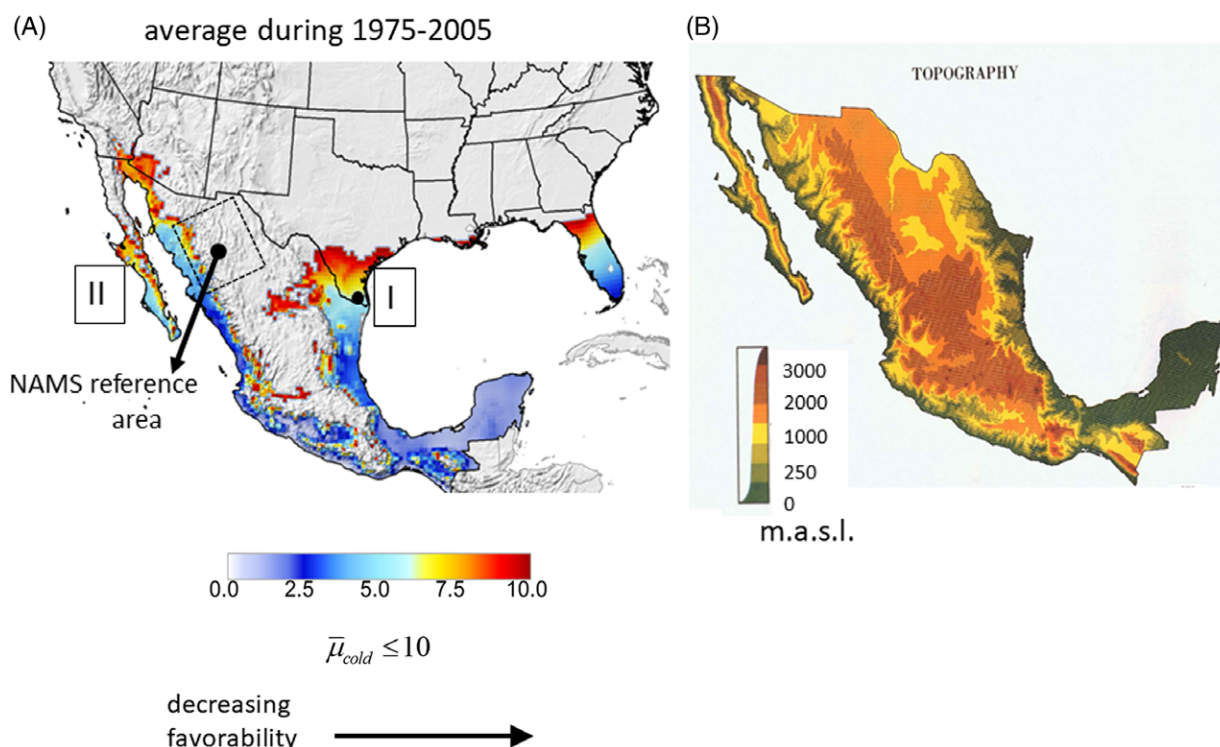 (A)
average during 1975-2005
II
I
NAMS reference
area
0.0 2.5 5.0 7.5 10.0
μ̅cold ≤10
decreasing
favorability
(B)
TOPOGRAPHY
3000
2000
1000
250
0
m.a.s.l.